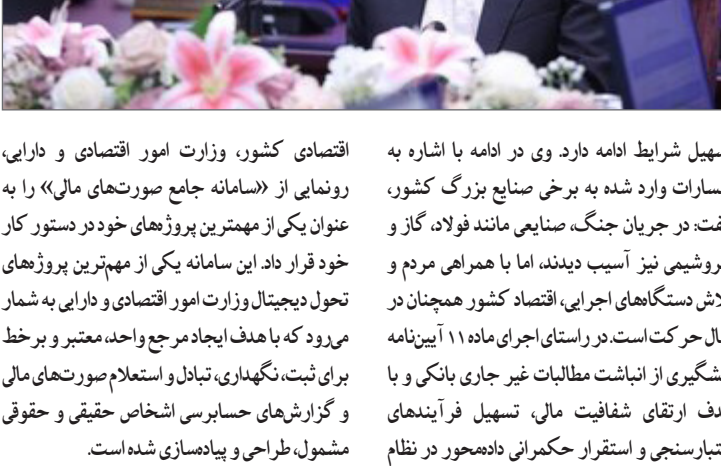 سهیل شرایط ادامه دارد. وی در ادامه با اشاره به
سارات وارد شده به برخی صنایع بزرگ کشور،
فت: در جریان جنگ، صنایعی مانند فولاد، گاز و
روشیمی نیز آسیب دیدند، اما با همراهی مردم و
لاش دستگاه‌های اجرایی، اقتصاد کشور همچنان در
ال حرکت است. در راستای اجرای ماده ۱۱ آیین‌نامه
شگیری از انباشت مطالبات غیر جاری بانکی و با
دف ارتقای شفافیت مالی، تسهیل فرآیندهای
تبارسنجی و استقرار حکمرانی داده‌محور در نظام
اقتصادی کشور، وزارت امور اقتصادی و دارایی،
رونمایی از «سامانه جامع صورت‌های مالی» را به
عنوان یکی از مهمترین پروژه‌های خود در دستور کار
خود قرار داد. این سامانه یکی از مهم‌ترین پروژه‌های
تحول دیجیتال وزارت امور اقتصادی و دارایی به شمار
می‌رود که با هدف ایجاد مرجع واحد، معتبر و برخط
برای ثبت، نگهداری، تبادل و استعلام صورت‌های مالی
و گزارش‌های حسابرسی اشخاص حقیقی و حقوقی
مشمول، طراحی و پیاده‌سازی شده است.